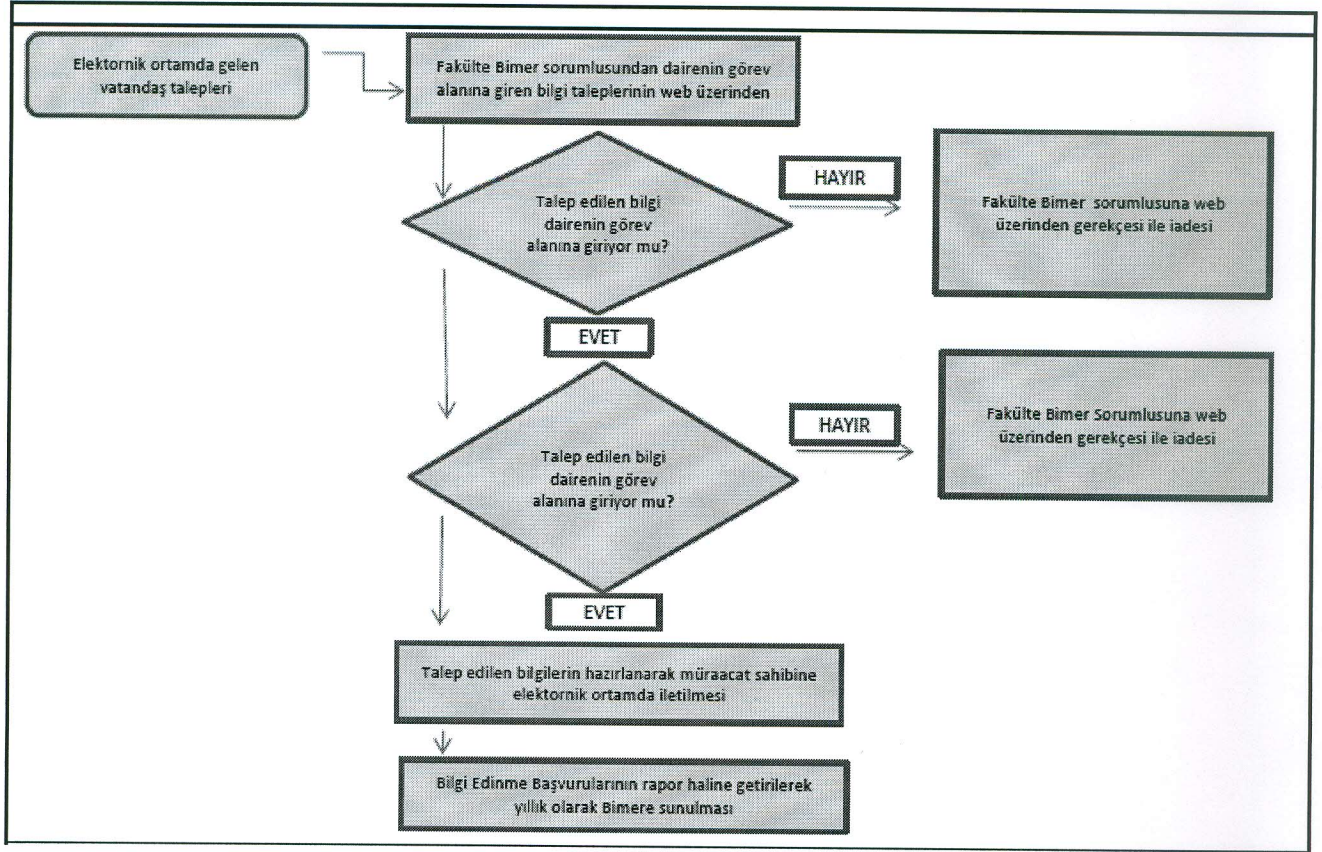 Elektornik ortamda gelen
vatandaş talepleri
Fakülte Bimer sorumlusundan dairenin görev
alanına giren bilgi taleplerinin web üzerinden
Talep edilen bilgi
dairenin görev
alanına giriyor mu?
HAYIR
Fakülte Bimer sorumlusuna web
üzerinden gerekçesi ile iadesi
EVET
Talep edilen bilgi
dairenin görev
alanına giriyor mu?
HAYIR
Fakülte Bimer Sorumlusuna web
üzerinden gerekçesi ile iadesi
EVET
Talep edilen bilgilerin hazırlanarak müraacat sahibine
elektornik ortamda iletilmesi
Bilgi Edinme Başvurularının rapor haline getirilerek
yıllık olarak Bimere sunulması